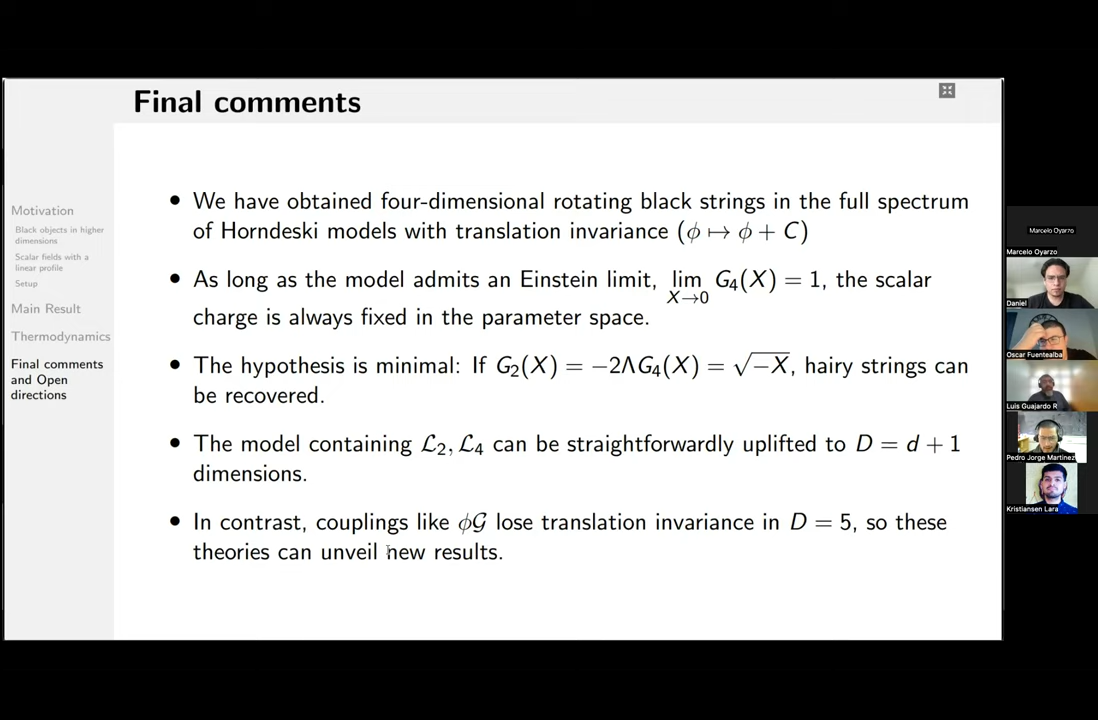 Final comments
Motivation
Black objects in higher
dimensions
Scalar fields with a
linear profile
Setup
Main Result
Thermodynamics
Final comments
and Open
directions
• We have obtained four-dimensional rotating black strings in the full spectrum
of Horndeski models with translation invariance (ϕ ↦ ϕ + C)
• As long as the model admits an Einstein limit, lim_{X→0} G₄(X) = 1, the scalar
charge is always fixed in the parameter space.
• The hypothesis is minimal: If G₂(X) = −2ΛG₄(X) = √−X, hairy strings can
be recovered.
• The model containing ℒ₂, ℒ₄ can be straightforwardly uplifted to D = d + 1
dimensions.
• In contrast, couplings like ϕ𝒢 lose translation invariance in D = 5, so these
theories can unveil new results.
Marcelo Oyarzo
Marcelo Oyarzo
Daniel
Oscar Fuentealba
Luis Guajardo R
Pedro Jorge Martinez
Kristiansen Lara